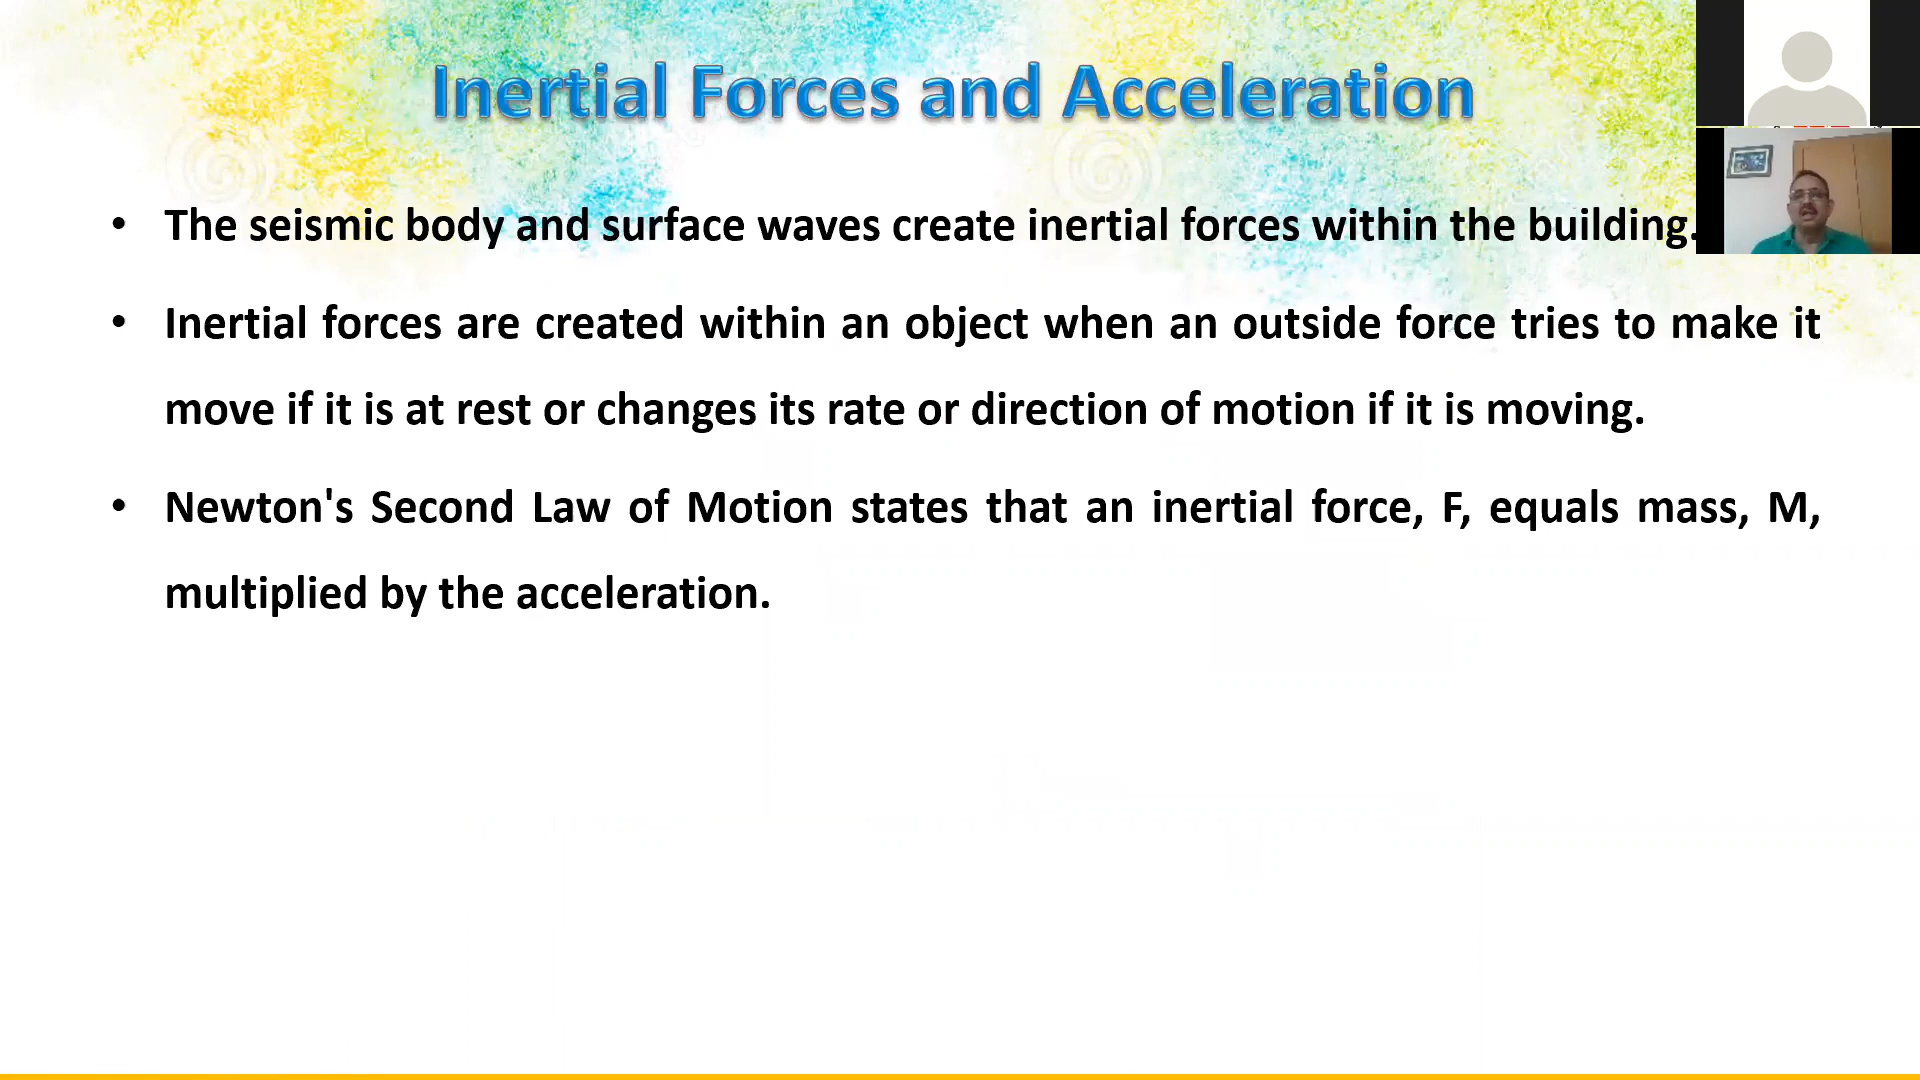 Inertial Forces and Acceleration
• The seismic body and surface waves create inertial forces within the building.
• Inertial forces are created within an object when an outside force tries to make it
move if it is at rest or changes its rate or direction of motion if it is moving.
• Newton's Second Law of Motion states that an inertial force, F, equals mass, M,
multiplied by the acceleration.